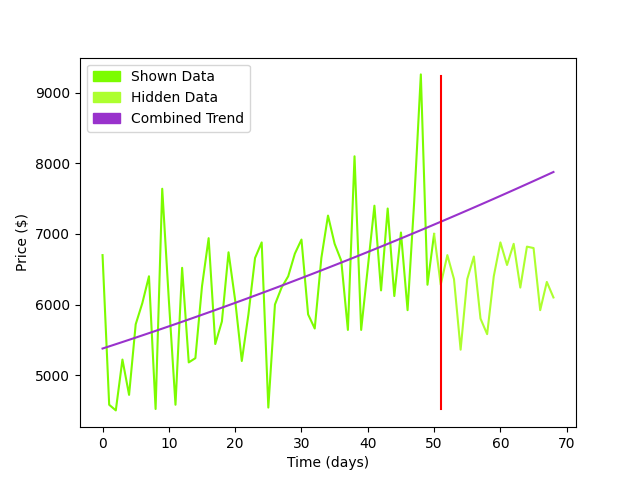 Shown Data
Hidden Data
Combined Trend
9000
8000
7000
6000
5000
Price ($)
0 10 20 30 40 50 60 70
Time (days)